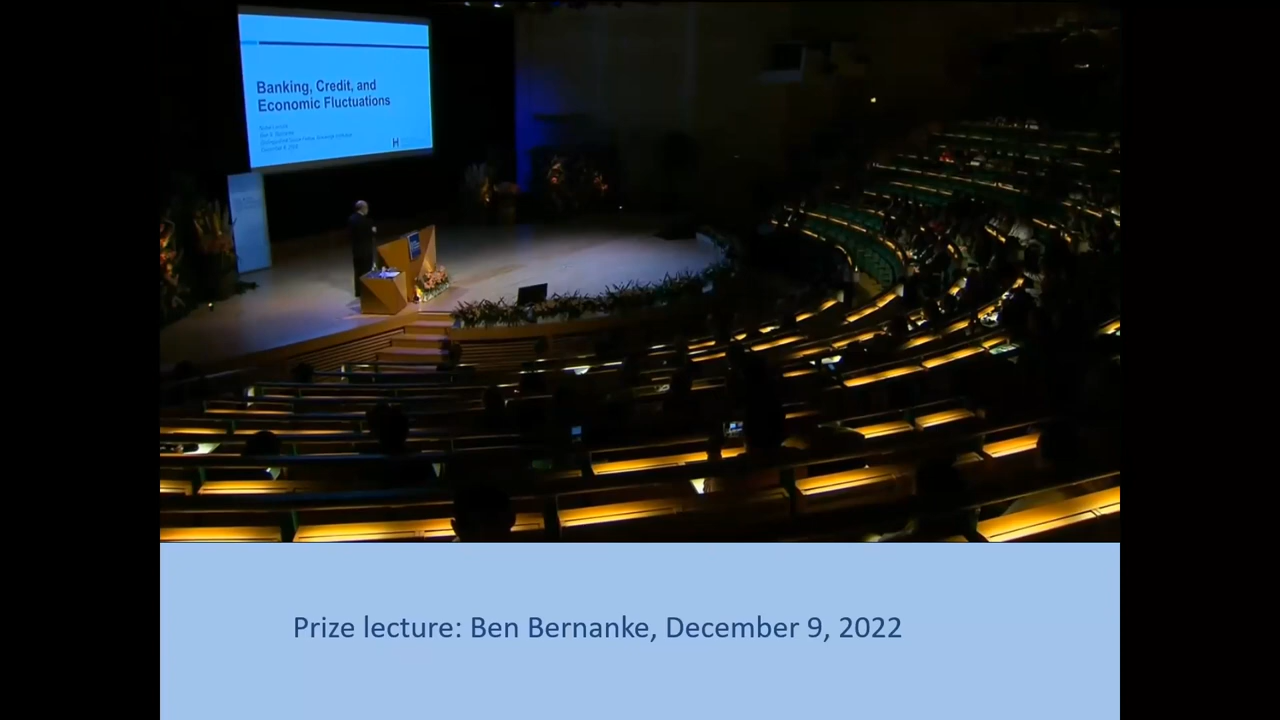 Banking, Credit, and
Economic Fluctuations
Prize lecture: Ben Bernanke, December 9, 2022